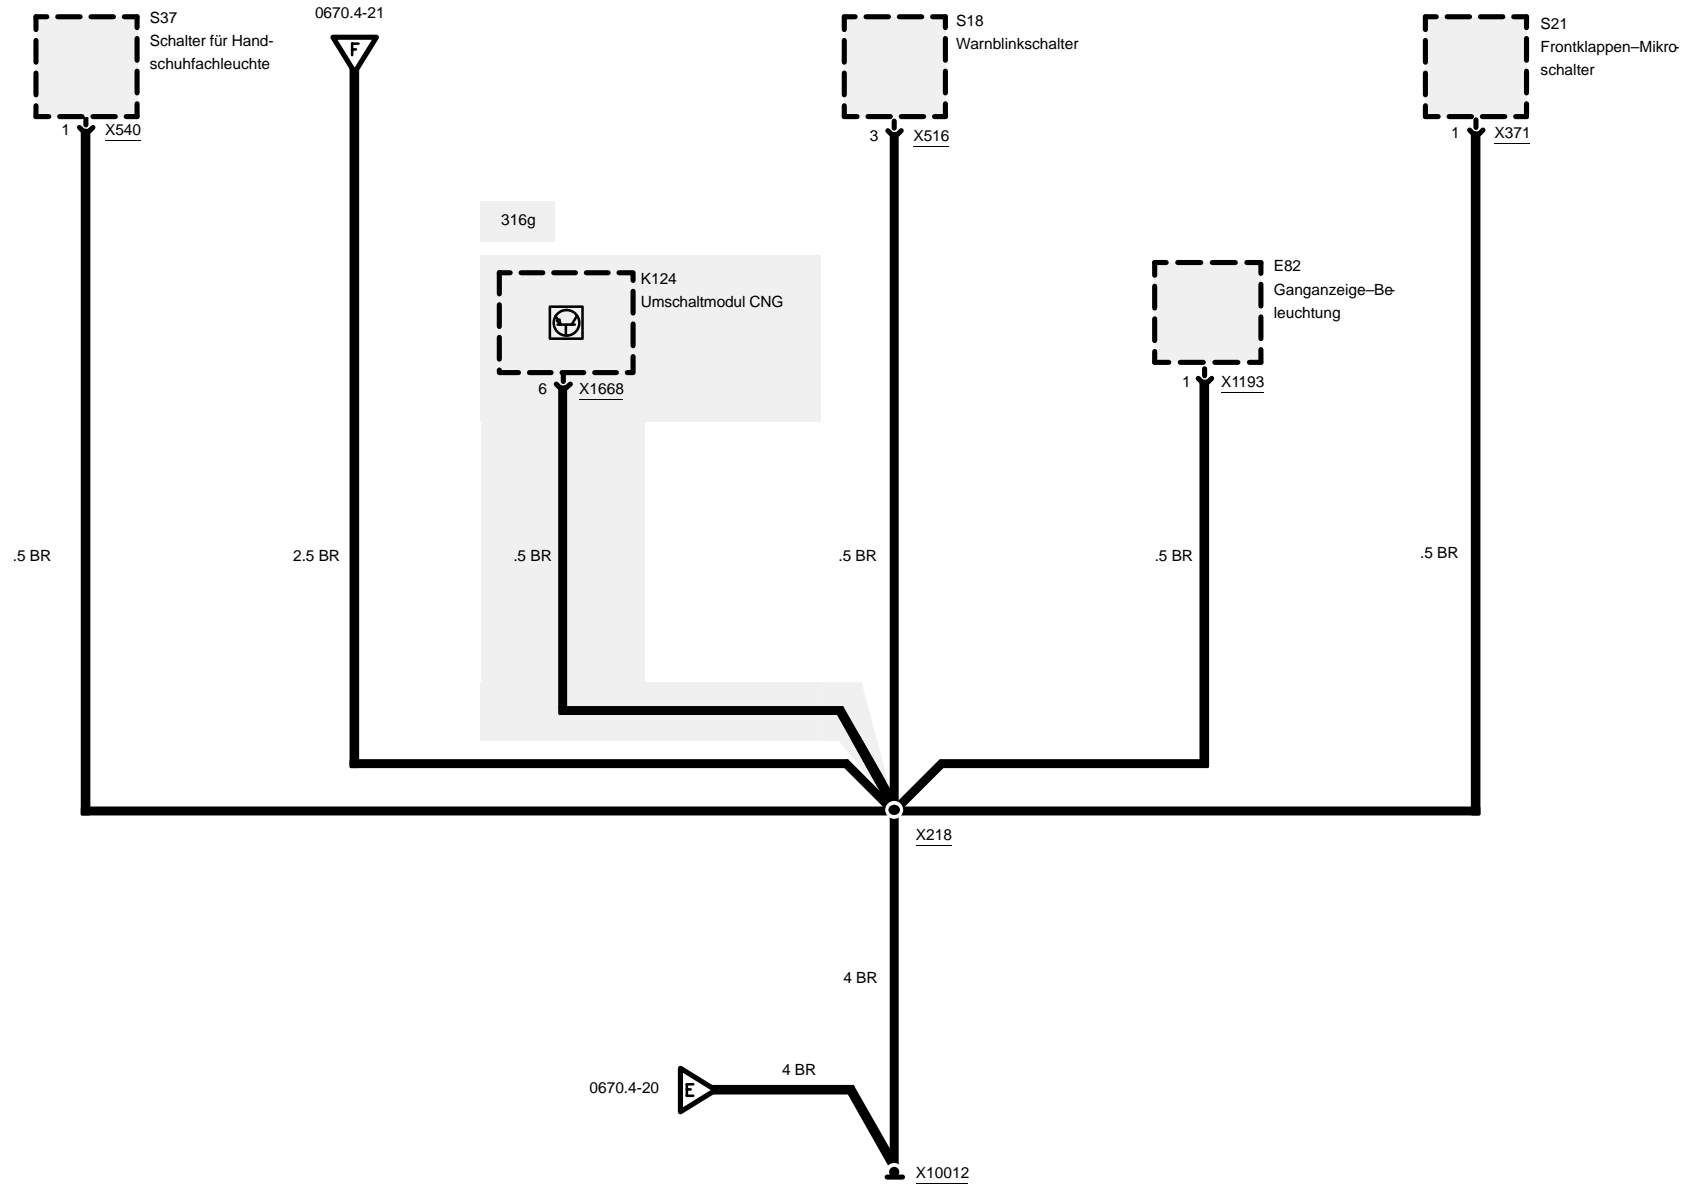 S37
Schalter für Hand-
schuhfachleuchte
1 X540
0670.4-21
F
S18
Warnblinkschalter
3 X516
S21
Frontklappen–Mikro-
schalter
1 X371
316g
K124
Umschaltmodul CNG
6 X1668
E82
Ganganzeige–Be-
leuchtung
1 X1193
.5 BR
2.5 BR
.5 BR
.5 BR
.5 BR
.5 BR
X218
4 BR
4 BR
0670.4-20
E
X10012